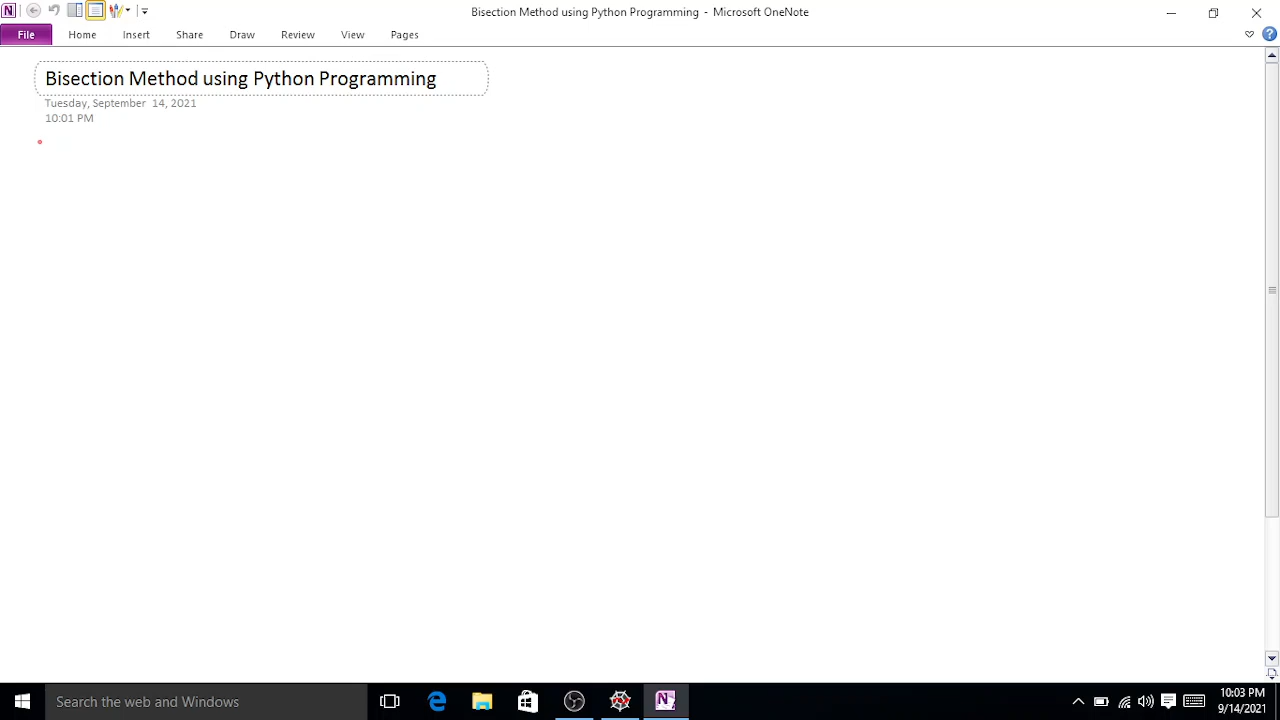 Bisection Method using Python Programming - Microsoft OneNote
File Home Insert Share Draw Review View Pages
Bisection Method using Python Programming
Tuesday, September 14, 2021
10:01 PM
Search the web and Windows
10:03 PM
9/14/2021